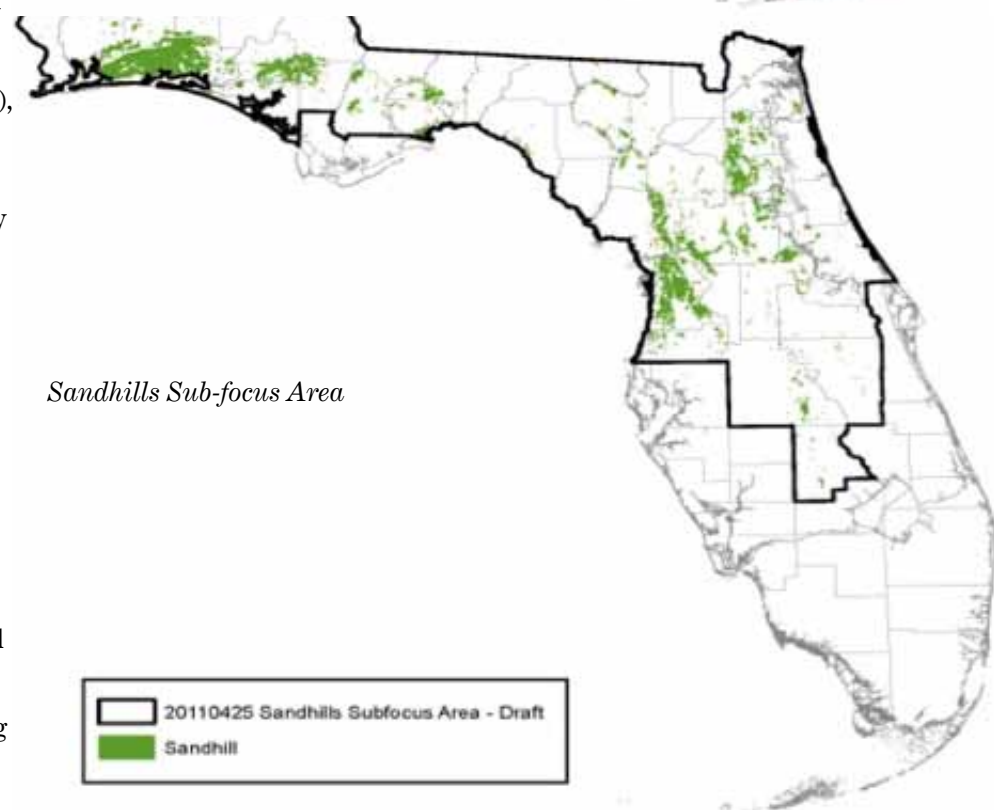 ),
y
Sandhills Sub-focus Area
l
g
20110425 Sandhills Subfocus Area - Draft
Sandhill